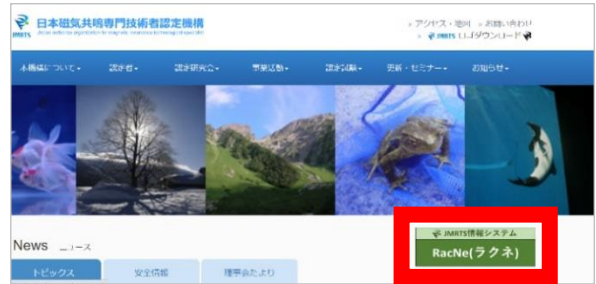 日本磁気共鳴専門技術者認定機構
JMRTS
アクセス・地図
お問い合わせ
JMRTS ロゴダウンロード
本機構について
認定者
認定研究会
事業活動
認定試験
更新・セミナー
お知らせ
News ニュース
JMRTS情報システム
RacNe(ラクネ)
トピックス
安全情報
理事会だより